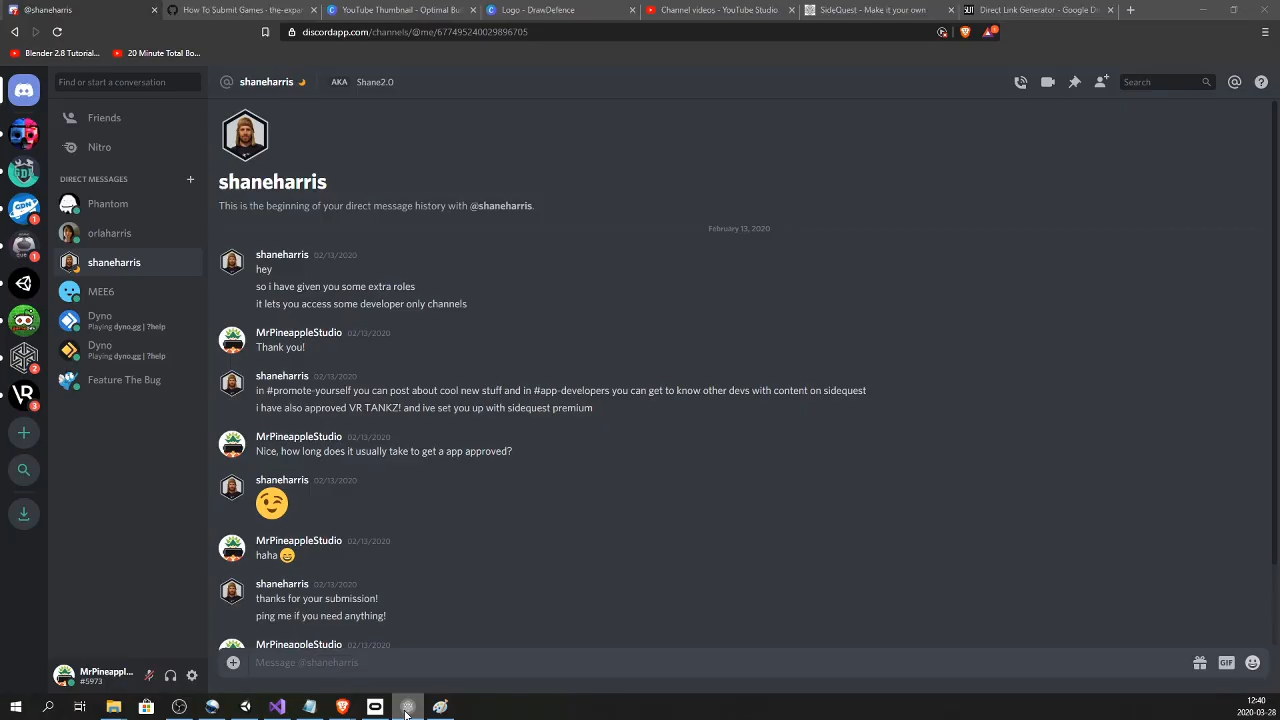 @shaneharris
How To Submit Games - the-expan
YouTube Thumbnail - Optimal Bu
Logo - DrawDefence
Channel videos - YouTube Studio
SideQuest - Make it your own
Direct Link Generator - Google De
discordapp.com/channels/@me/677495240029896705
Blender 2.8 Tutorial...
20 Minute Total Bo...
Find or start a conversation
shaneharris
AKA
Shane2.0
Search
Friends
Nitro
DIRECT MESSAGES
Phantom
orlaharris
shaneharris
MEE6
Dyno
Playing dyno.gg | ?help
Dyno
Playing dyno.gg | ?help
Feature The Bug
shaneharris
This is the beginning of your direct message history with @shaneharris.
February 13, 2020
shaneharris 02/13/2020
hey
so i have given you some extra roles
it lets you access some developer only channels
MrPineappleStudio 02/13/2020
Thank you!
shaneharris 02/13/2020
in #promote-yourself you can post about cool new stuff and in #app-developers you can get to know other devs with content on sidequest
i have also approved VR TANKZ! and ive set you up with sidequest premium
MrPineappleStudio 02/13/2020
Nice, how long does it usually take to get a app approved?
shaneharris 02/13/2020
MrPineappleStudio 02/13/2020
haha
shaneharris 02/13/2020
thanks for your submission!
ping me if you need anything!
MrPineappleStudio 02/13/2020
Message @shaneharris
GIF
MrPineappl...
#5973
12:40
2020-03-28